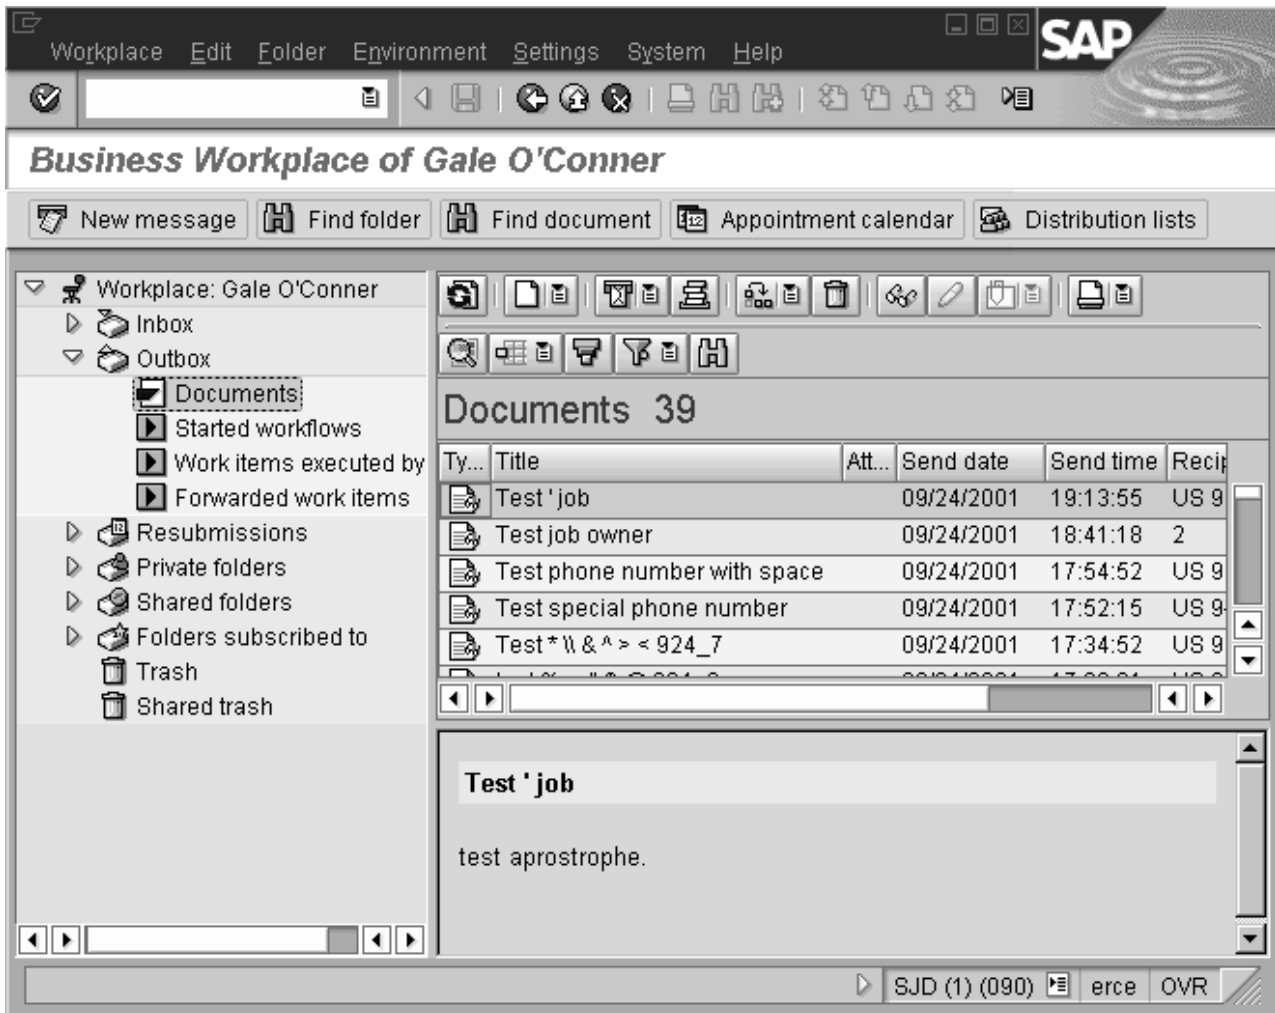 SAP
Workplace Edit Folder Environment Settings System Help
Business Workplace of Gale O'Conner
New message Find folder Find document Appointment calendar Distribution lists
Workplace: Gale O'Conner
Inbox
Outbox
Documents
Started workflows
Work items executed by
Forwarded work items
Resubmissions
Private folders
Shared folders
Folders subscribed to
Trash
Shared trash
Documents 39
Ty... Title Att... Send date Send time Recip
Test ' job 09/24/2001 19:13:55 US 9
Test job owner 09/24/2001 18:41:18 2
Test phone number with space 09/24/2001 17:54:52 US 9
Test special phone number 09/24/2001 17:52:15 US 9-
Test * \\ & ^ > < 924_7 09/24/2001 17:34:52 US 9
Test ' job
test aprostrophe.
SJD (1) (090) erce OVR